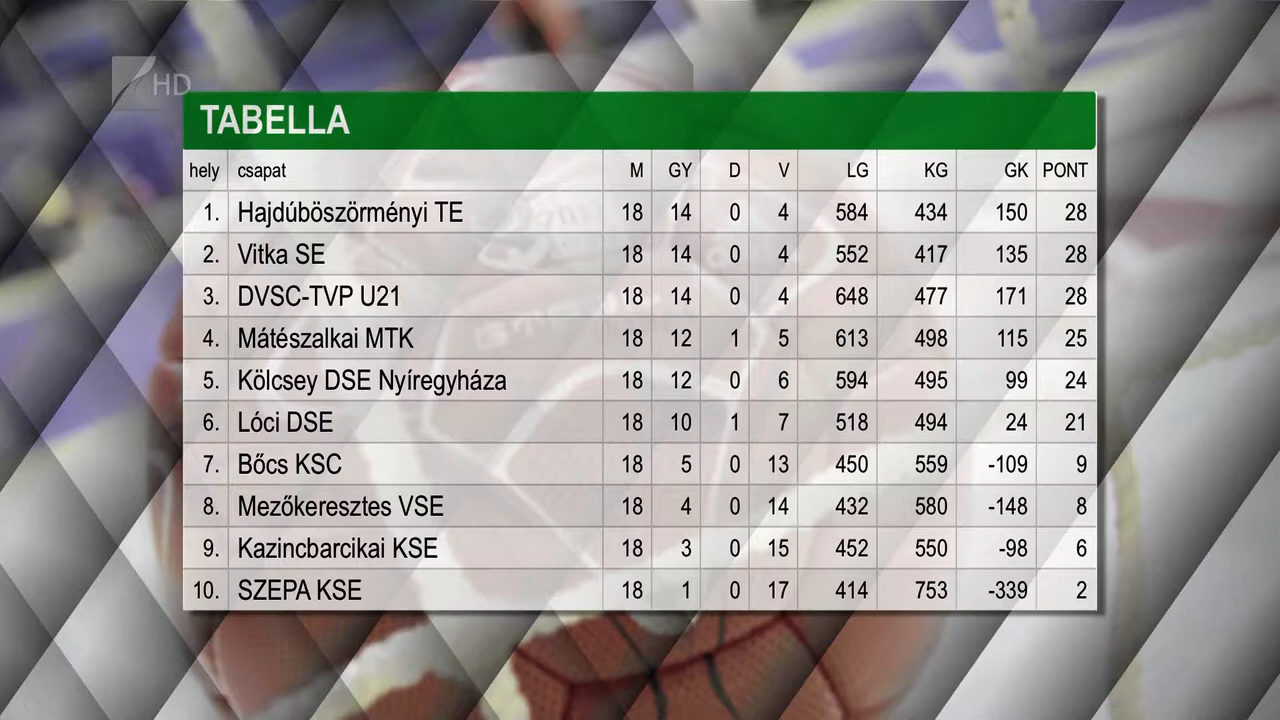 HD
TABELLA
hely csapat M GY D V LG KG GK PONT
1. Hajdúböszörményi TE 18 14 0 4 584 434 150 28
2. Vitka SE 18 14 0 4 552 417 135 28
3. DVSC-TVP U21 18 14 0 4 648 477 171 28
4. Mátészalkai MTK 18 12 1 5 613 498 115 25
5. Kölcsey DSE Nyíregyháza 18 12 0 6 594 495 99 24
6. Lóci DSE 18 10 1 7 518 494 24 21
7. Bőcs KSC 18 5 0 13 450 559 -109 9
8. Mezőkeresztes VSE 18 4 0 14 432 580 -148 8
9. Kazincbarcikai KSE 18 3 0 15 452 550 -98 6
10. SZEPA KSE 18 1 0 17 414 753 -339 2